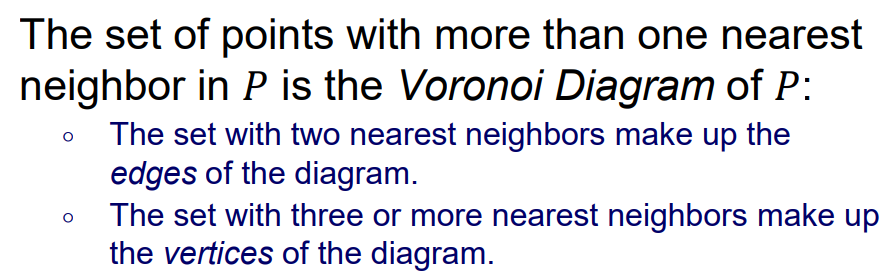 The set of points with more than one nearest
neighbor in P is the Voronoi Diagram of P:
◦ The set with two nearest neighbors make up the
edges of the diagram.
◦ The set with three or more nearest neighbors make up
the vertices of the diagram.